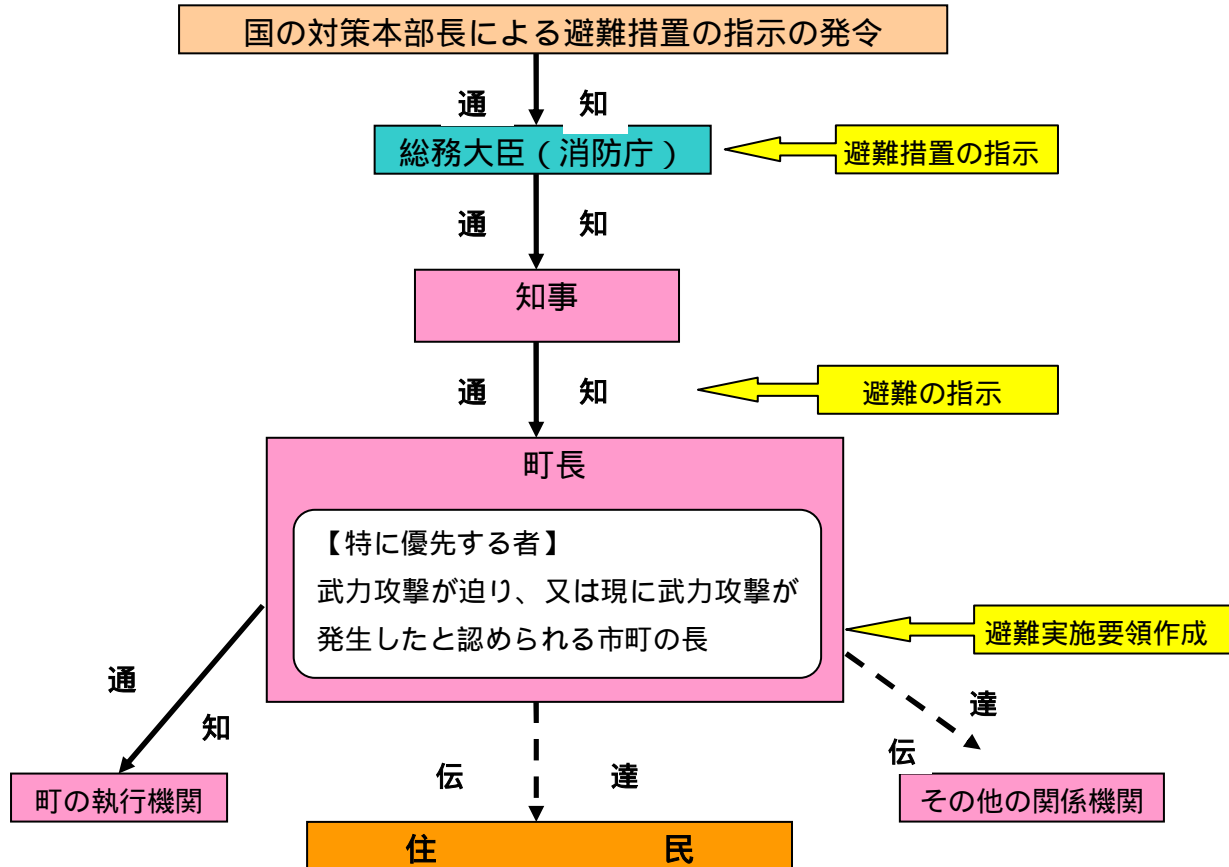 国の対策本部長による避難措置の指示の発令
通 知
総務大臣（消防庁）
避難措置の指示
通 知
知事
通 知
避難の指示
町長
【特に優先する者】
武力攻撃が迫り、又は現に武力攻撃が
発生したと認められる市町の長
避難実施要領作成
通
知
伝 達
達
伝
町の執行機関
その他の関係機関
住 民